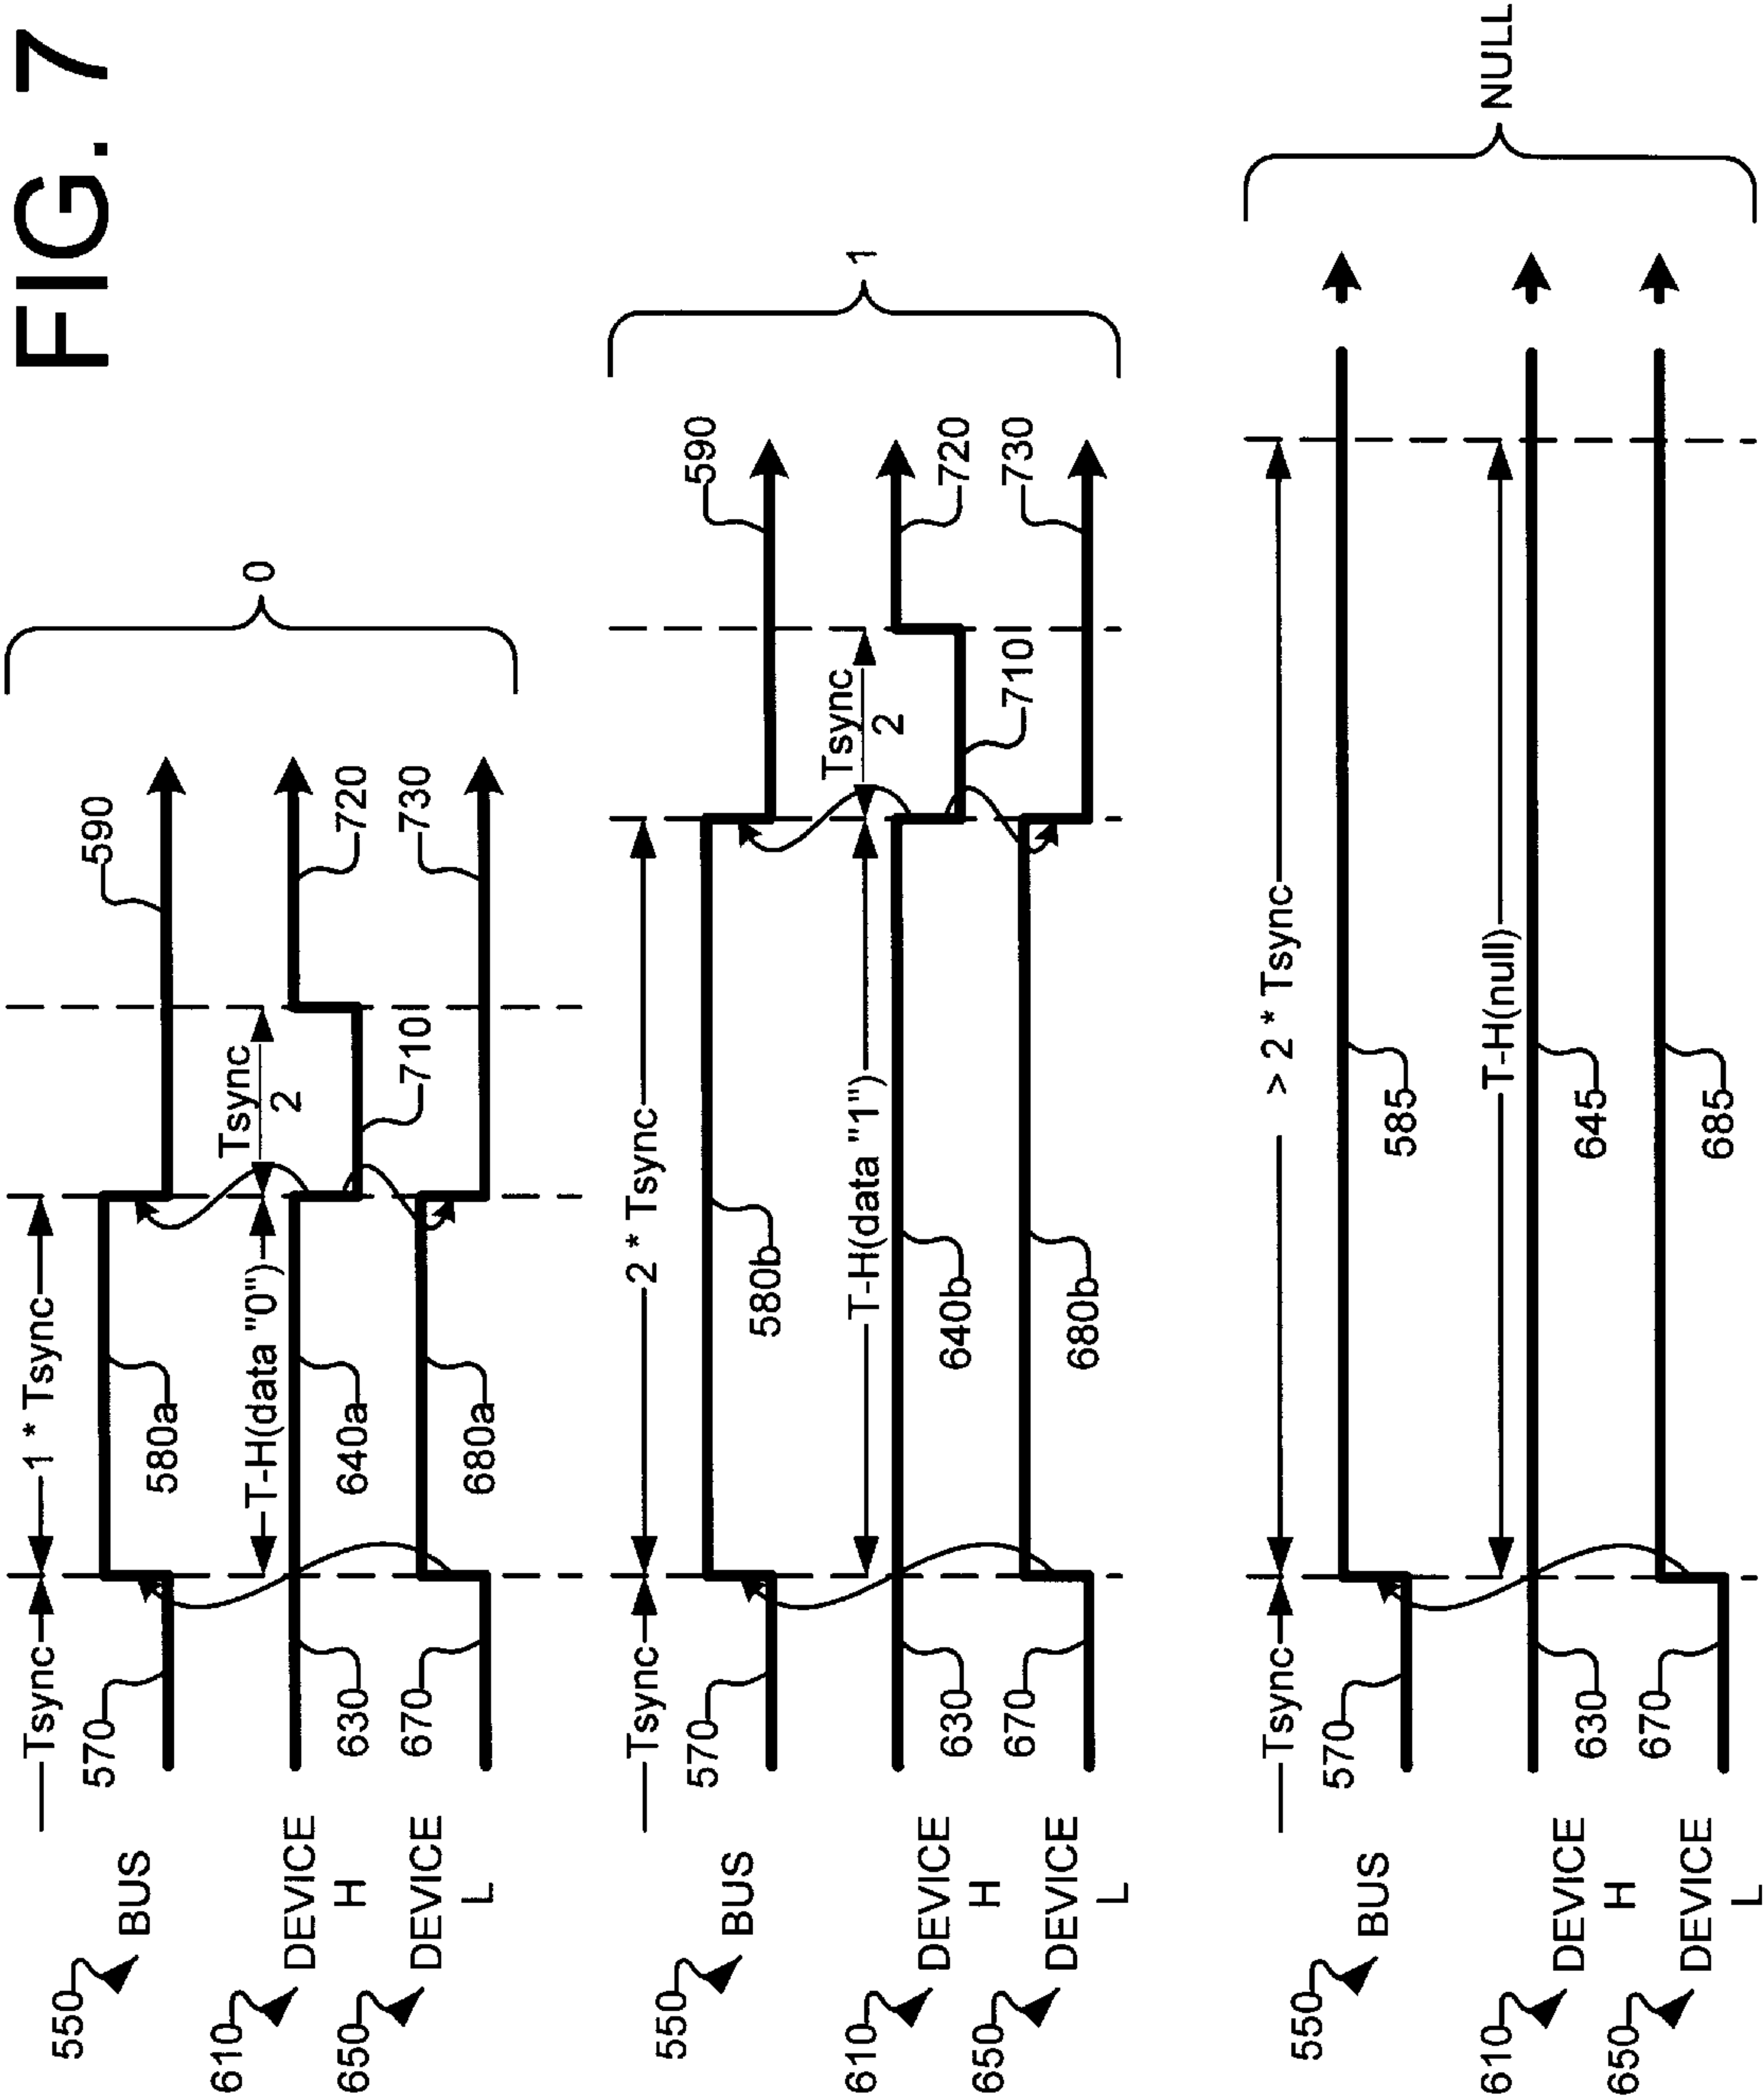 FIG. 7
Tsync 1 * Tsync
570 580a 590
550 BUS
T-H(data "0") Tsync
2
610 DEVICE
H
630 640a 710 720
650 DEVICE
L
670 680a 730
0
Tsync 2 * Tsync
570 580b 590
550 BUS
T-H(data "1") Tsync
2
610 DEVICE
H
630 640b 710 720
650 DEVICE
L
670 680b 730
1
Tsync > 2 * Tsync
570 585
550 BUS
T-H(null)
610 DEVICE
H
630 645
650 DEVICE
L
670 685
NULL